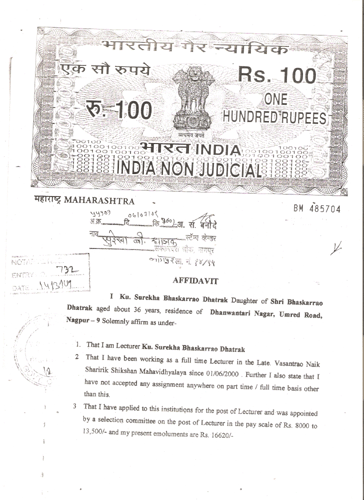 भारतीय गैर न्यायिक
एक सौ रुपये
Rs. 100
रु. 100
ONE
HUNDRED RUPEES
सत्यमेव जयते
भारत INDIA
INDIA NON JUDICIAL
महाराष्ट्र MAHARASHTRA
BM 485704
732
AFFIDAVIT
I Ku. Surekha Bhaskarrao Dhatrak Daughter of Shri Bhaskarrao
Dhatrak aged about 36 years, residence of Dhanwantari Nagar, Umred Road,
Nagpur – 9 Solemnly affirm as under-
1. That I am Lecturer Ku. Surekha Bhaskarrao Dhatrak
2 That I have been working as a full time Lecturer in the Late. Vasantrao Naik
Sharirik Shikshan Mahavidhyalaya since 01/06/2000 . Further I also state that I
have not accepted any assignment anywhere on part time / full time basis other
than this.
3 That I have applied to this institutions for the post of Lecturer and was appointed
by a selection committee on the post of Lecturer in the pay scale of Rs. 8000 to
13,500/- and my present emoluments are Rs. 16620/-